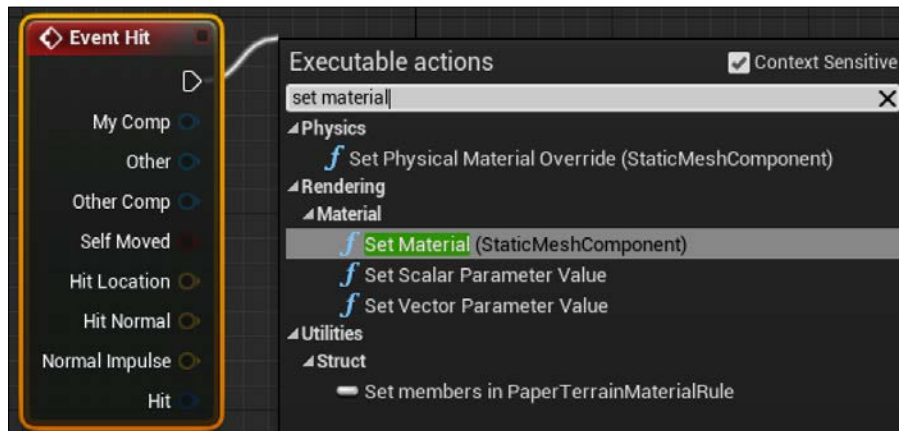 Event Hit
My Comp
Other
Other Comp
Self Moved
Hit Location
Hit Normal
Normal Impulse
Hit
Executable actions
Context Sensitive
set material
Physics
f Set Physical Material Override (StaticMeshComponent)
Rendering
Material
f Set Material (StaticMeshComponent)
f Set Scalar Parameter Value
f Set Vector Parameter Value
Utilities
Struct
Set members in PaperTerrainMaterialRule